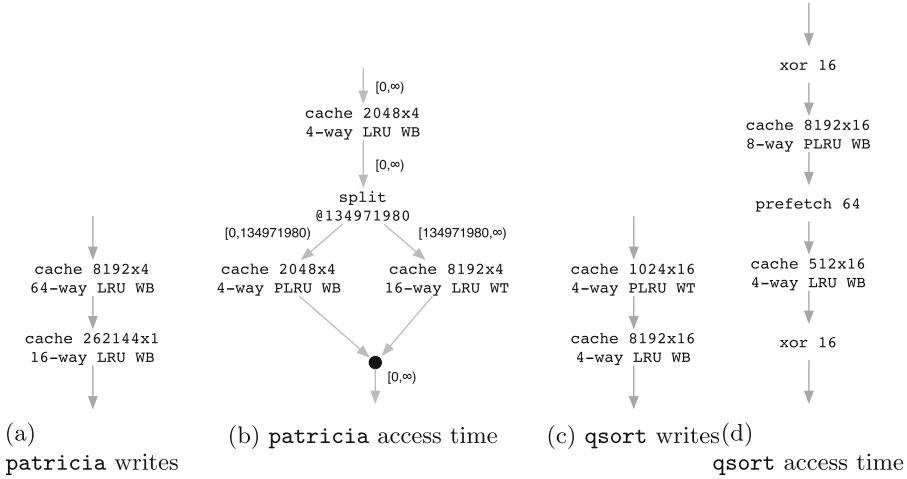 cache 8192x4
64-way LRU WB
cache 262144x1
16-way LRU WB
(a)
patricia writes
[0,∞)
cache 2048x4
4-way LRU WB
[0,∞)
split
@134971980
[0,134971980)
[134971980,∞)
cache 2048x4
4-way PLRU WB
cache 8192x4
16-way LRU WT
[0,∞)
(b) patricia access time
cache 1024x16
4-way PLRU WT
cache 8192x16
4-way LRU WB
(c) qsort writes
xor 16
cache 8192x16
8-way PLRU WB
prefetch 64
cache 512x16
4-way LRU WB
xor 16
(d)
qsort access time